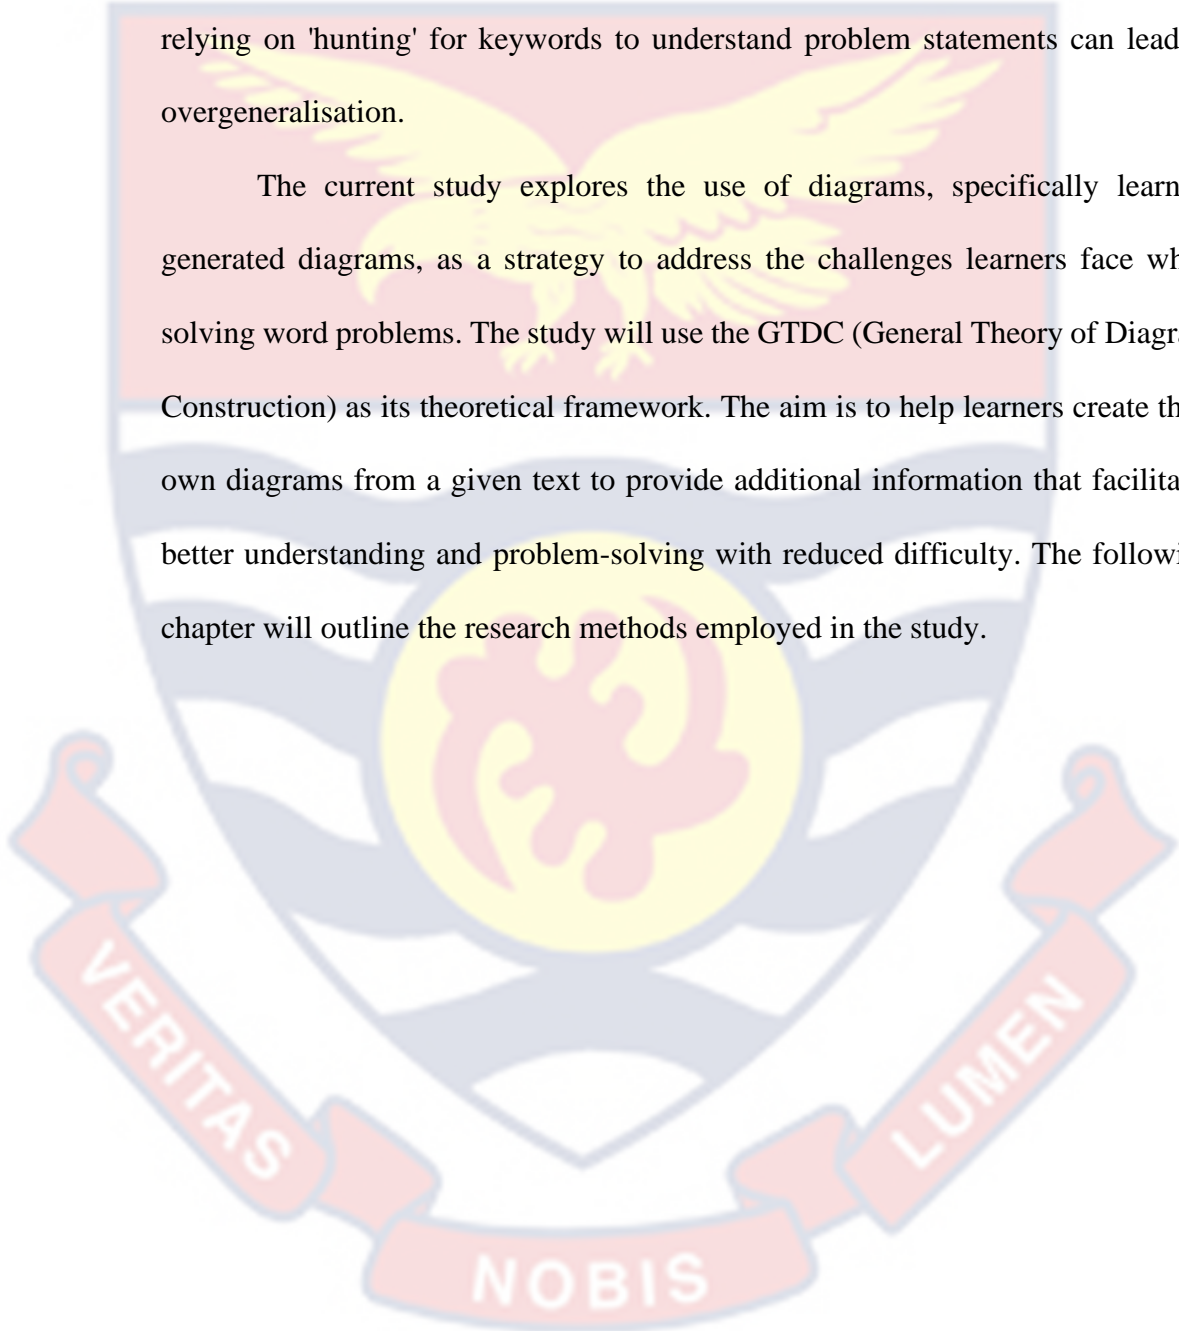 relying on 'hunting' for keywords to understand problem statements can lead
overgeneralisation.
The current study explores the use of diagrams, specifically learn
generated diagrams, as a strategy to address the challenges learners face wh
solving word problems. The study will use the GTDC (General Theory of Diagra
Construction) as its theoretical framework. The aim is to help learners create th
own diagrams from a given text to provide additional information that facilita
better understanding and problem-solving with reduced difficulty. The followi
chapter will outline the research methods employed in the study.
VERITAS
NOBIS
LUMEN